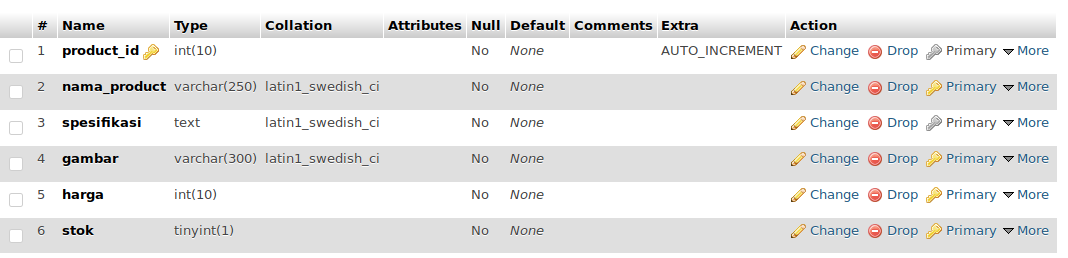 # Name Type Collation Attributes Null Default Comments Extra Action
1 product_id int(10) No None AUTO_INCREMENT Change Drop Primary More
2 nama_product varchar(250) latin1_swedish_ci No None Change Drop Primary More
3 spesifikasi text latin1_swedish_ci No None Change Drop Primary More
4 gambar varchar(300) latin1_swedish_ci No None Change Drop Primary More
5 harga int(10) No None Change Drop Primary More
6 stok tinyint(1) No None Change Drop Primary More